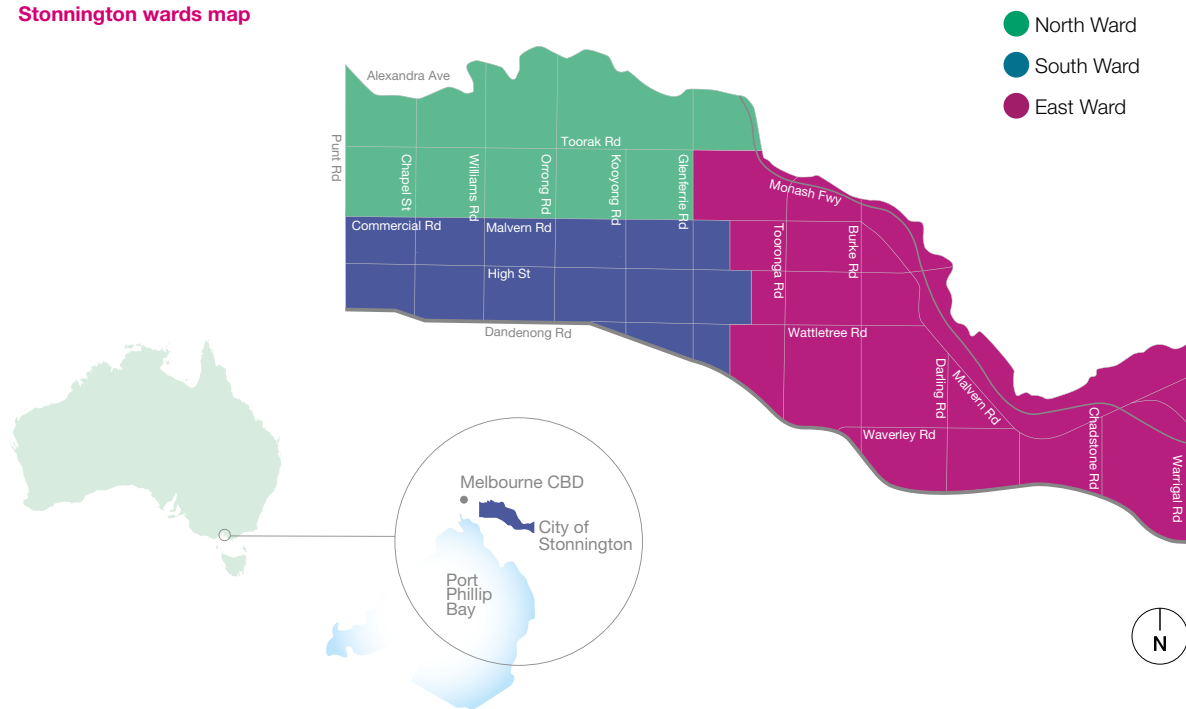 Stonnington wards map
North Ward
South Ward
East Ward
Alexandra Ave
Punt Rd
Toorak Rd
Chapel St
Williams Rd
Orrong Rd
Kooyong Rd
Glenferrie Rd
Monash Fwy
Commercial Rd
Malvern Rd
Tooronga Rd
Burke Rd
High St
Dandenong Rd
Wattletree Rd
Darling Rd
Malvern Rd
Waverley Rd
Chadstone Rd
Warrigal Rd
Melbourne CBD
City of
Stonnington
Port
Phillip
Bay
N